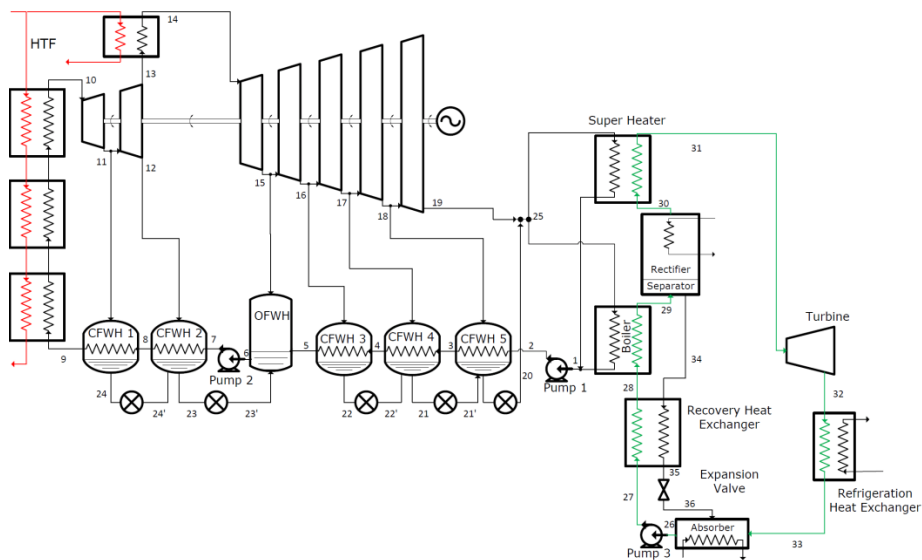 14
HTF
13
10
Super Heater
31
11
12
15
16
17
18
19
25
30
Rectifier
Separator
29
Turbine
CFWH 1
CFWH 2
OFWH
CFWH 3
CFWH 4
CFWH 5
Boiler
34
9
8
7
6
5
4
3
2
1
20
Pump 2
Pump 1
28
32
24
24'
23
23'
22
22'
21
21'
Recovery Heat
Exchanger
35
Expansion
Valve
27
36
Refrigeration
Heat Exchanger
26
Absorber
33
Pump 3